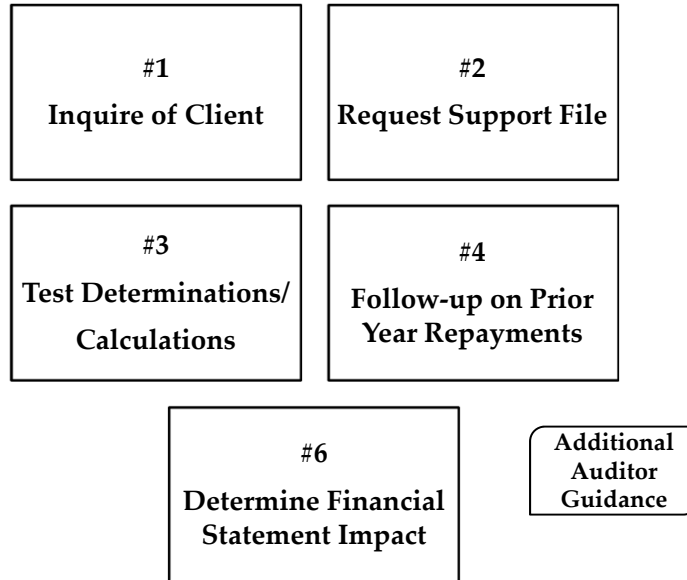 #1
Inquire of Client
#2
Request Support File
#3
Test Determinations/
Calculations
#4
Follow-up on Prior
Year Repayments
#6
Determine Financial
Statement Impact
Additional
Auditor
Guidance